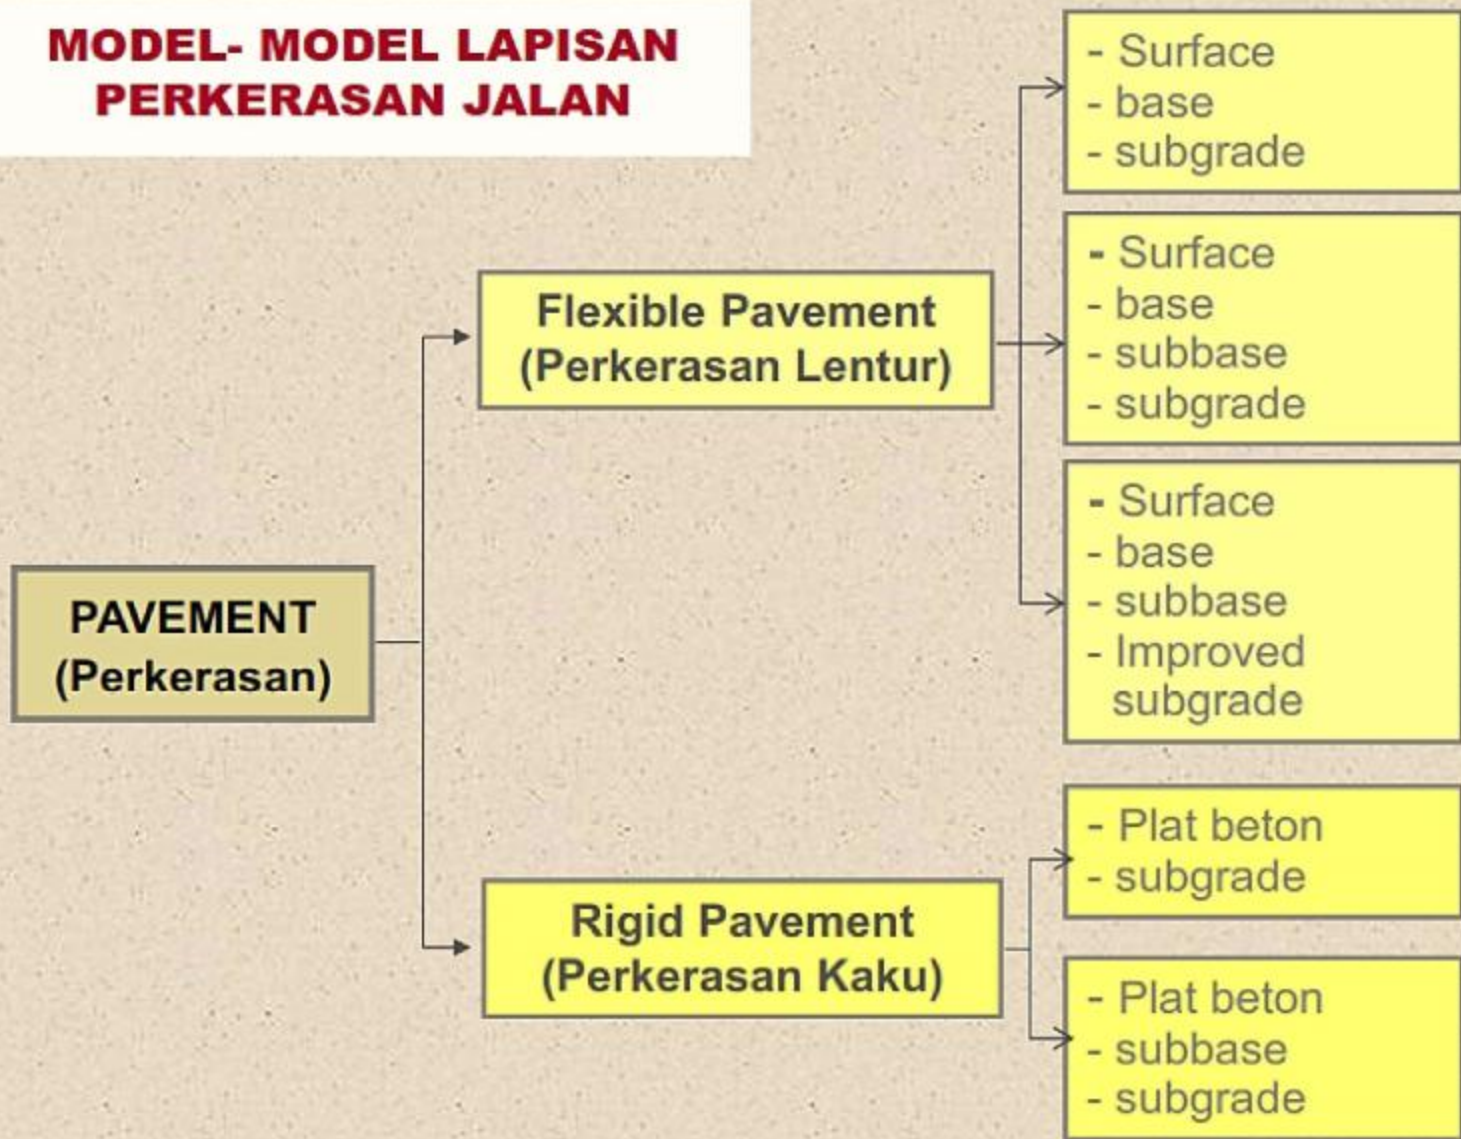 MODEL- MODEL LAPISAN
PERKERASAN JALAN
PAVEMENT
(Perkerasan)
Flexible Pavement
(Perkerasan Lentur)
- Surface
- base
- subgrade
- Surface
- base
- subbase
- subgrade
- Surface
- base
- subbase
- Improved
subgrade
Rigid Pavement
(Perkerasan Kaku)
- Plat beton
- subgrade
- Plat beton
- subbase
- subgrade